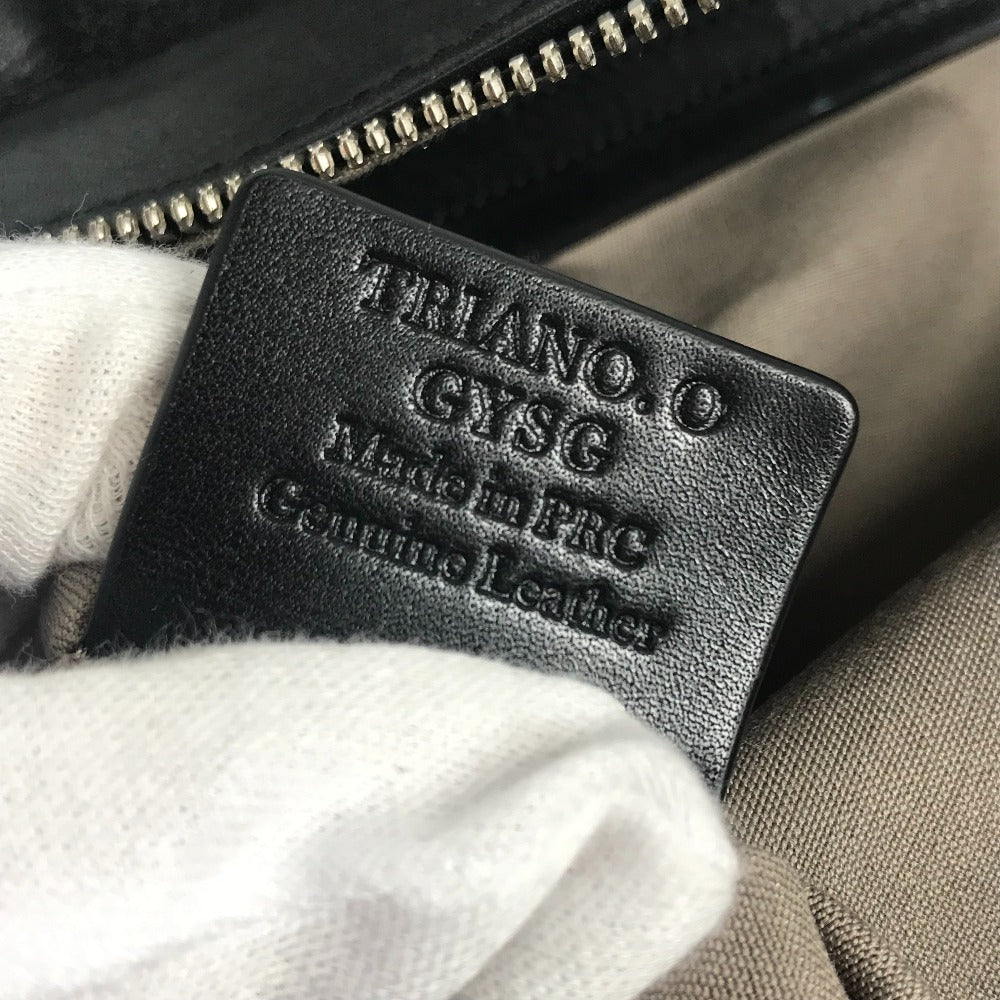 TRIANO.O
GYSG
Made in PRC
Genuine Leather